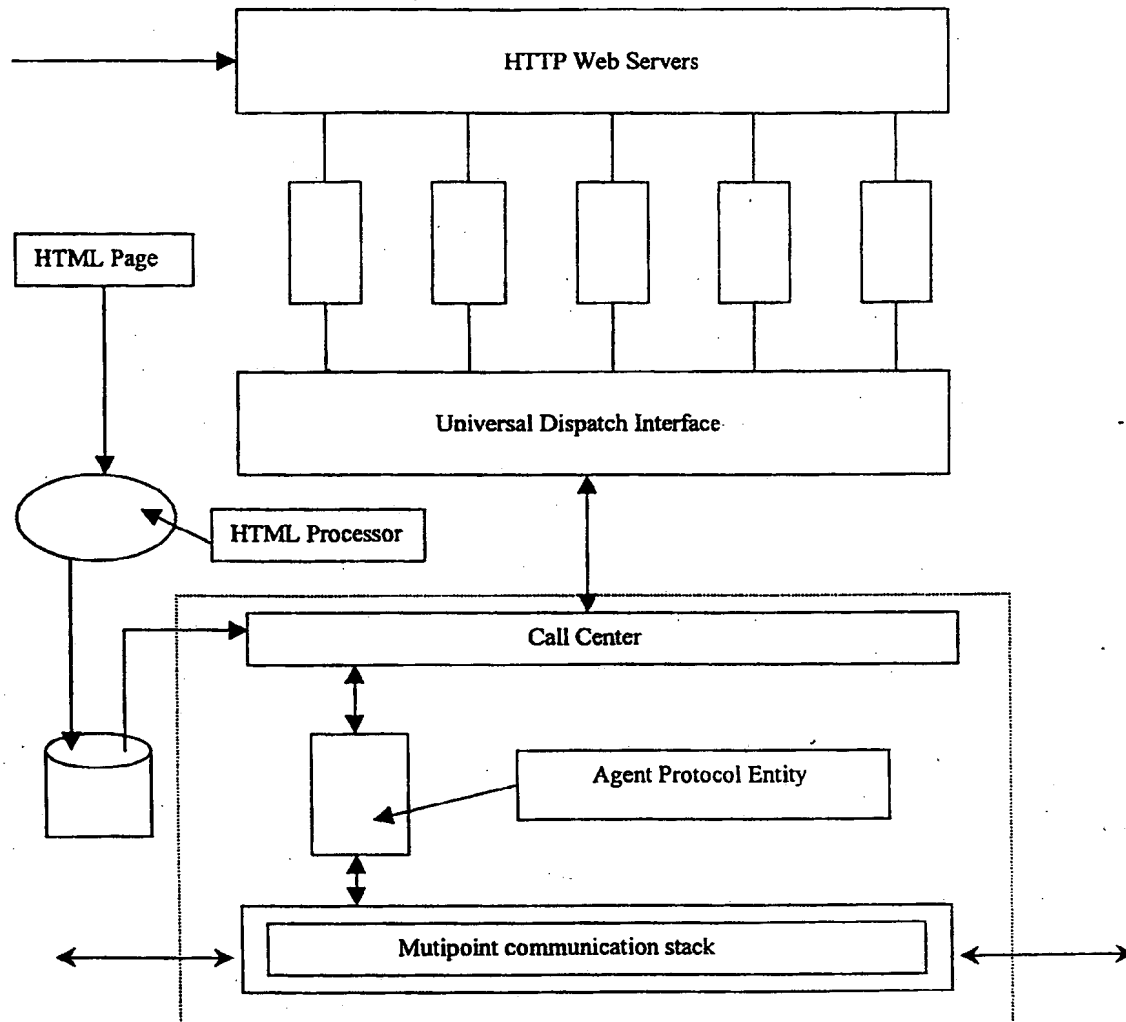 HTTP Web Servers
HTML Page
Universal Dispatch Interface
HTML Processor
Call Center
Agent Protocol Entity
Mutipoint communication stack